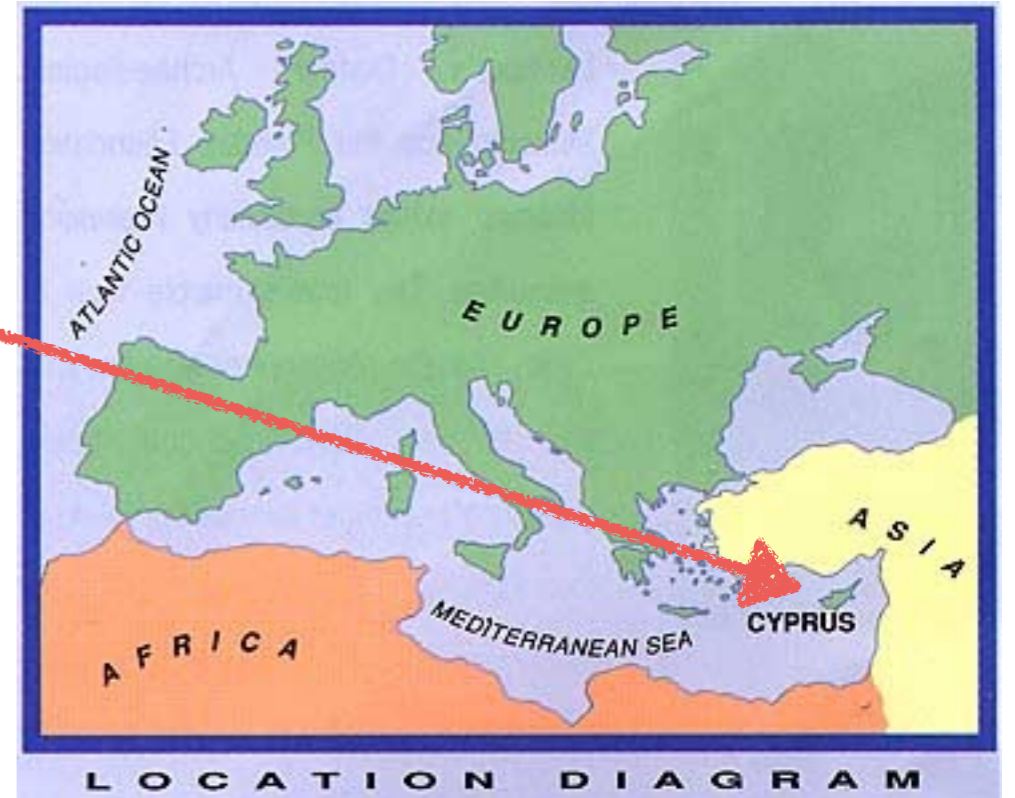 ATLANTIC OCEAN
EUROPE
ASIA
CYPRUS
MEDITERRANEAN SEA
AFRICA
LOCATION DIAGRAM